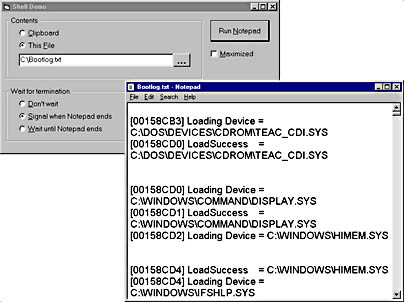 Shell Demo
Contents
Clipboard
This File
C:\Bootlog.txt
...
Run Notepad
Maximized
Wait for termination
Don't wait
Signal when Notepad ends
Wait until Notepad ends
Bootlog.txt - Notepad
File Edit Search Help
[00158CB3] Loading Device =
C:\DOS\DEVICES\CDROM\TEAC_CDI.SYS
[00158CD0] LoadSuccess = 
C:\DOS\DEVICES\CDROM\TEAC_CDI.SYS
[00158CD0] Loading Device =
C:\WINDOWS\COMMAND\DISPLAY.SYS
[00158CD1] LoadSuccess =
C:\WINDOWS\COMMAND\DISPLAY.SYS
[00158CD2] Loading Device = C:\WINDOWS\HIMEM.SYS
[00158CD4] LoadSuccess = C:\WINDOWS\HIMEM.SYS
[00158CD4] Loading Device =
C:\WINDOWS\IFSHLP.SYS